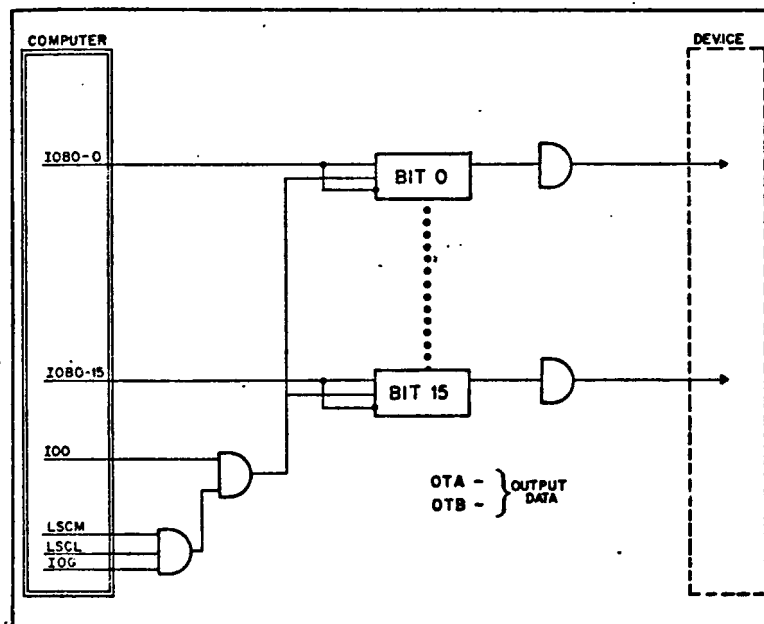 COMPUTER
DEVICE
IOBO-0
BIT 0
IOBO-15
BIT 15
IOO
OTA -
OTB -
OUTPUT
DATA
LSCM
LSCL
IOG